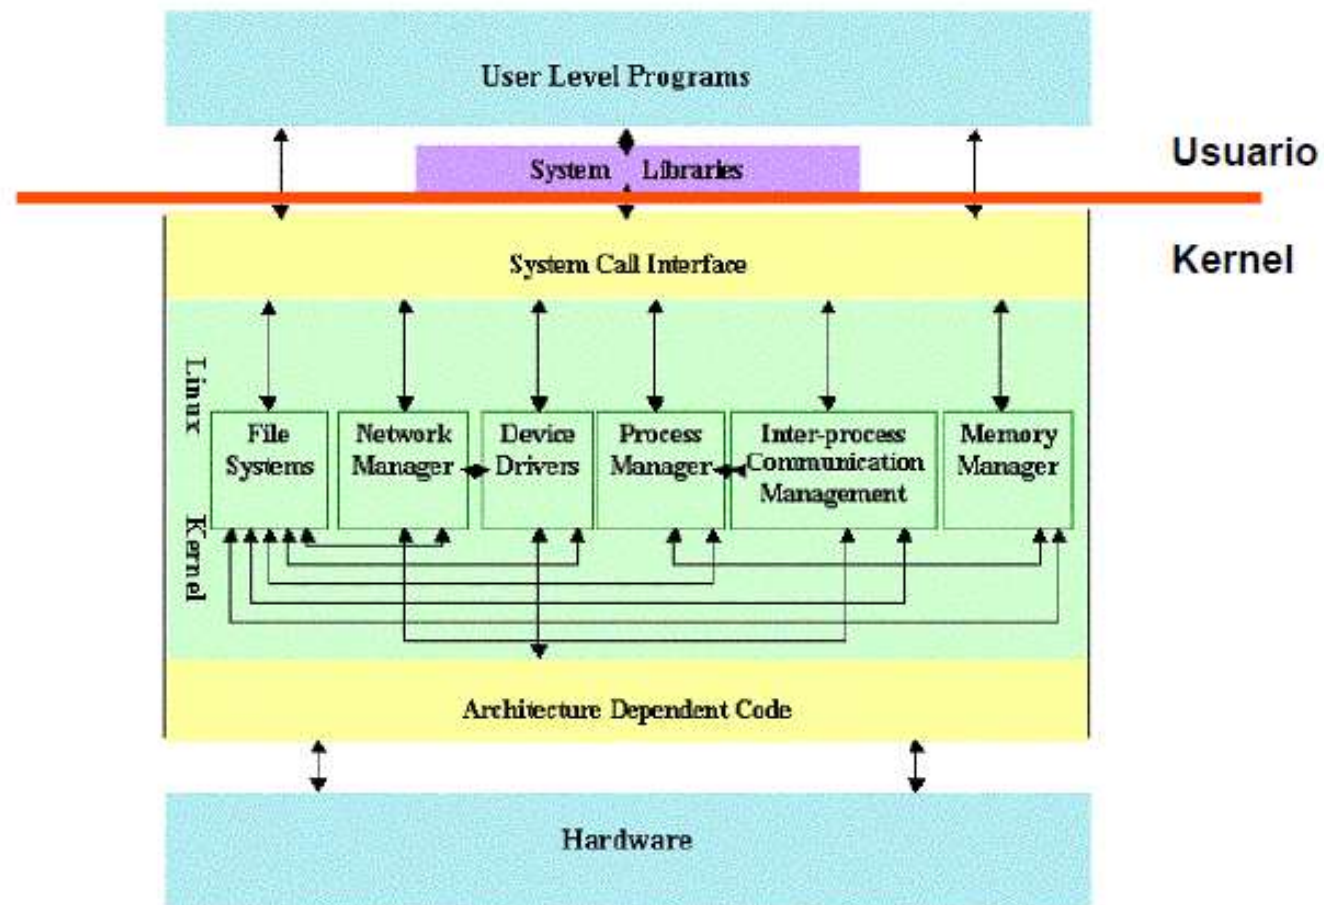 User Level Programs
System Libraries
Usuario
Kernel
System Call Interface
Linux Kernel
File
Systems
Network
Manager
Device
Drivers
Process
Manager
Inter-process
Communication
Management
Memory
Manager
Architecture Dependent Code
Hardware